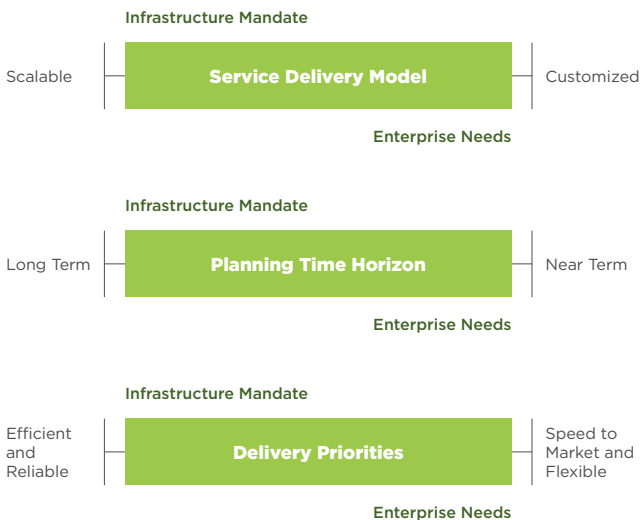 Infrastructure Mandate
Scalable
Service Delivery Model
Customized
Enterprise Needs
Infrastructure Mandate
Long Term
Planning Time Horizon
Near Term
Enterprise Needs
Infrastructure Mandate
Efficient
and
Reliable
Delivery Priorities
Speed to
Market and
Flexible
Enterprise Needs